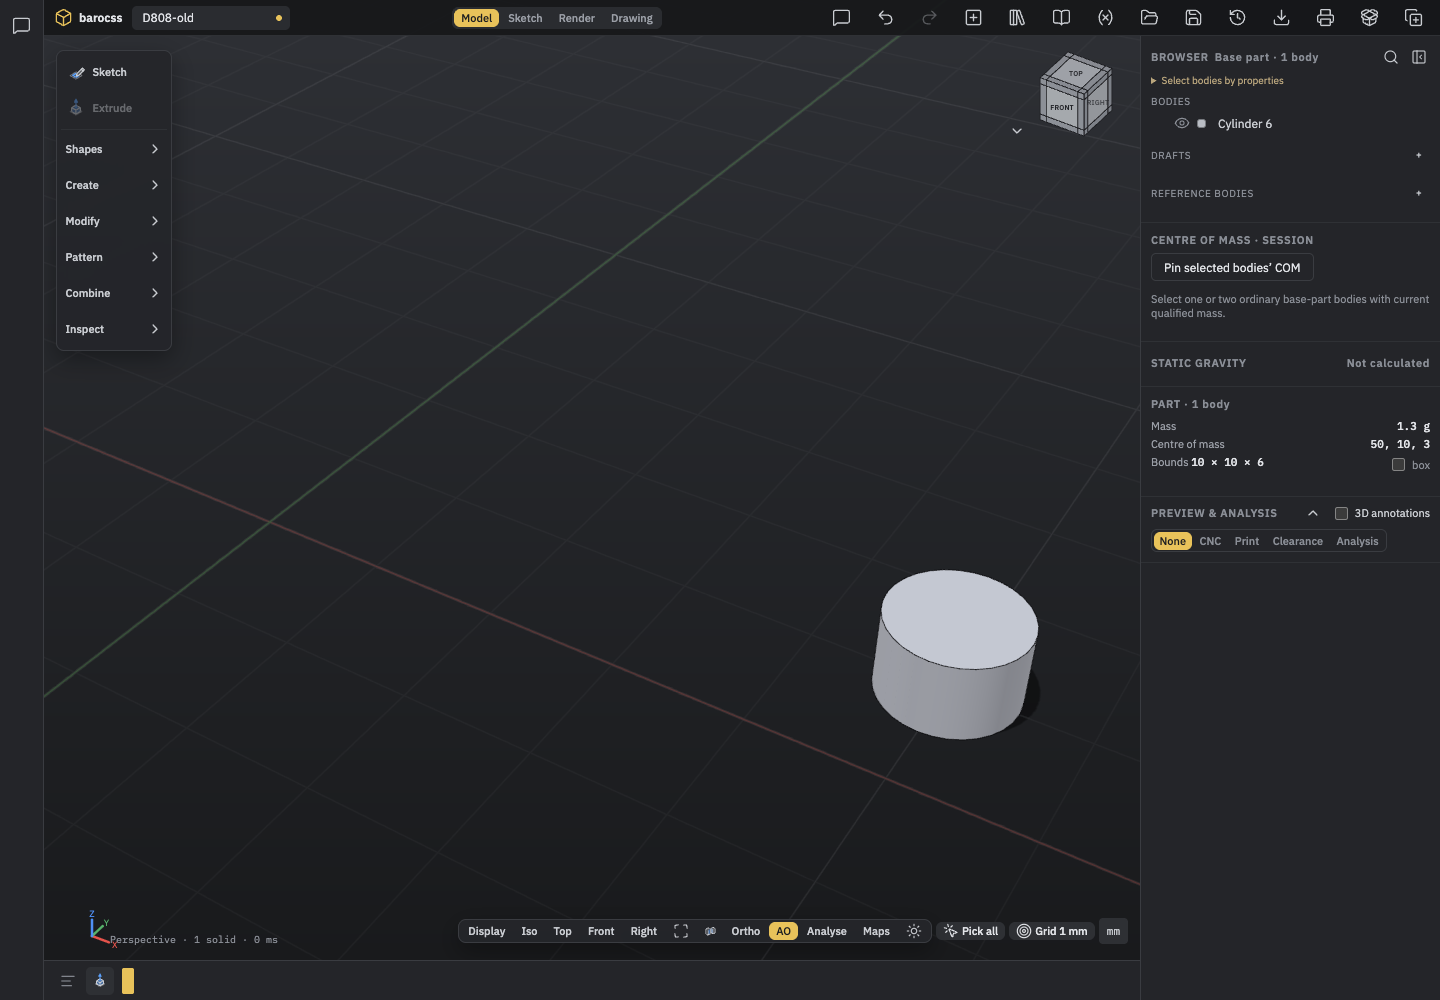 barocss
D808-old
Model Sketch Render Drawing
Sketch
Extrude
Shapes
Create
Modify
Pattern
Combine
Inspect
TOP
FRONT
RIGHT
BROWSER Base part · 1 body
Select bodies by properties
BODIES
Cylinder 6
DRAFTS +
REFERENCE BODIES +
CENTRE OF MASS · SESSION
Pin selected bodies’ COM
Select one or two ordinary base-part bodies with current
qualified mass.
STATIC GRAVITY Not calculated
PART · 1 body
Mass 1.3 g
Centre of mass 50, 10, 3
Bounds 10 × 10 × 6 box
PREVIEW & ANALYSIS 3D annotations
None CNC Print Clearance Analysis
Z
Y
X
Perspective · 1 solid · 0 ms
Display Iso Top Front Right Ortho AO Analyse Maps Pick all Grid 1 mm mm